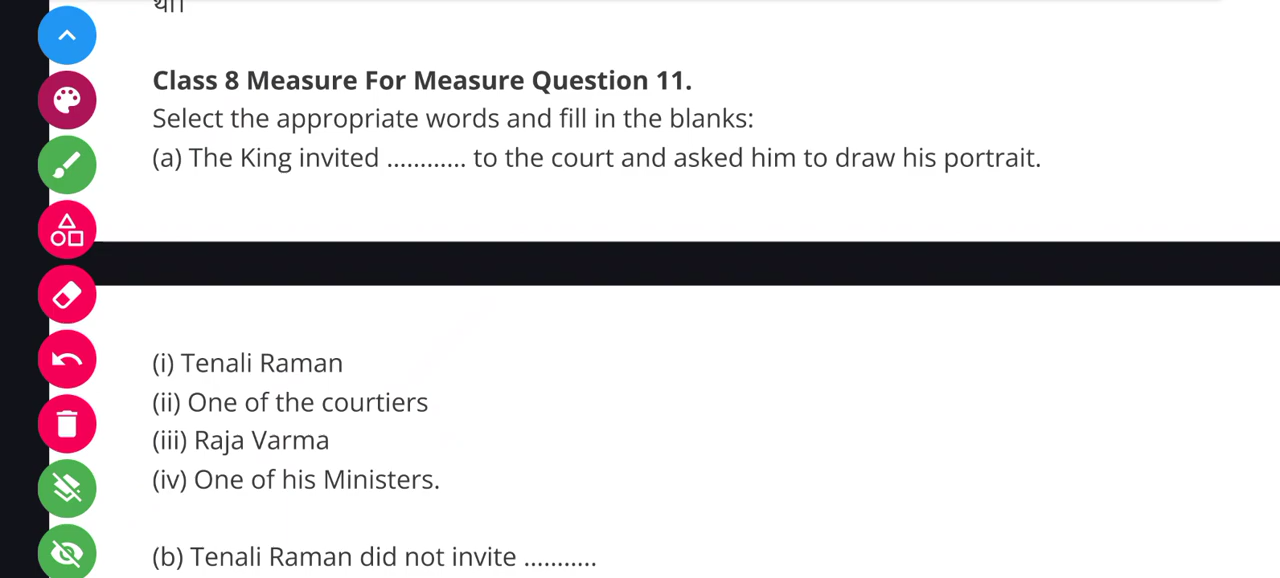 Class 8 Measure For Measure Question 11.
Select the appropriate words and fill in the blanks:
(a) The King invited ………… to the court and asked him to draw his portrait.
(i) Tenali Raman
(ii) One of the courtiers
(iii) Raja Varma
(iv) One of his Ministers.
(b) Tenali Raman did not invite ………..